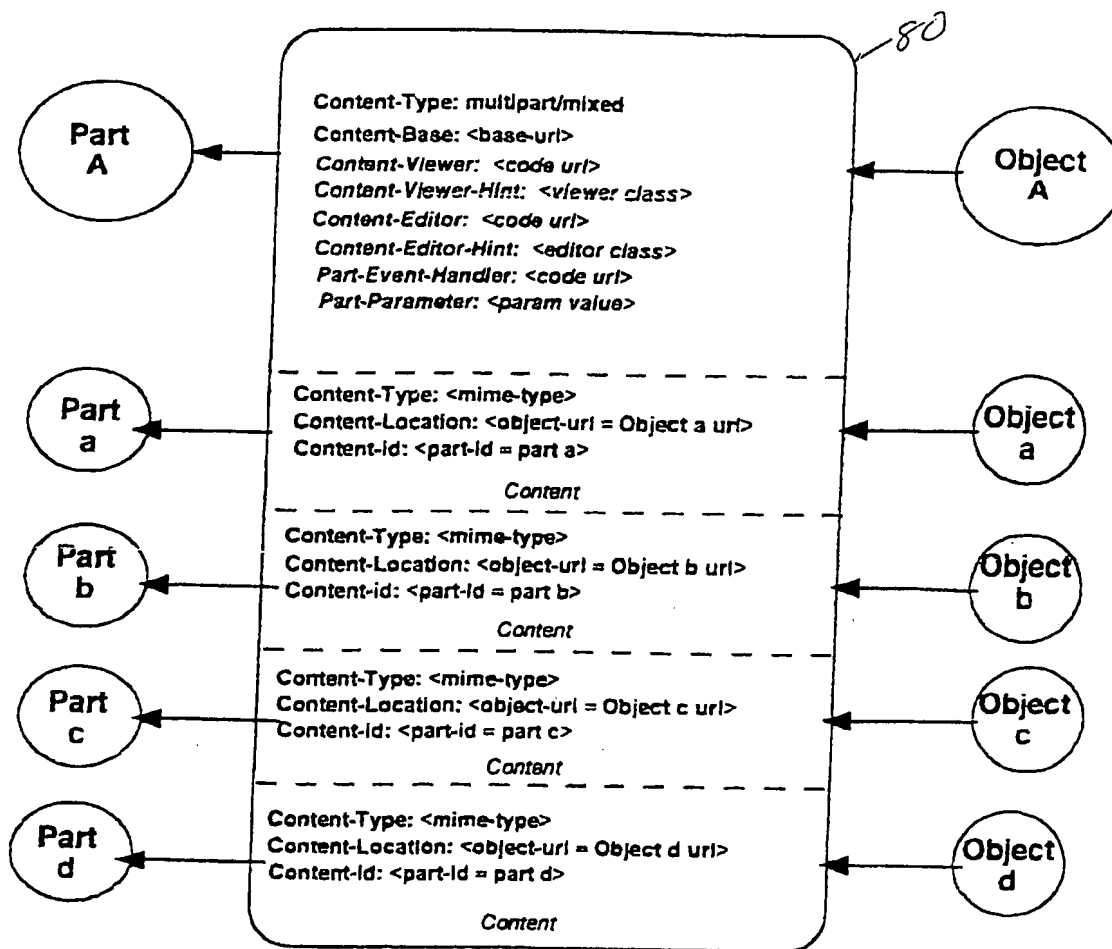 80
Part
A
Content-Type: multipart/mixed
Content-Base: <base-url>
Content-Viewer: <code url>
Content-Viewer-Hint: <viewer class>
Content-Editor: <code url>
Content-Editor-Hint: <editor class>
Part-Event-Handler: <code url>
Part-Parameter: <param value>
Object
A
Part
a
Content-Type: <mime-type>
Content-Location: <object-url = Object a url>
Content-id: <part-id = part a>
Content
Object
a
Part
b
Content-Type: <mime-type>
Content-Location: <object-url = Object b url>
Content-id: <part-id = part b>
Content
Object
b
Part
c
Content-Type: <mime-type>
Content-Location: <object-url = Object c url>
Content-id: <part-id = part c>
Content
Object
c
Part
d
Content-Type: <mime-type>
Content-Location: <object-url = Object d url>
Content-id: <part-id = part d>
Content
Object
d